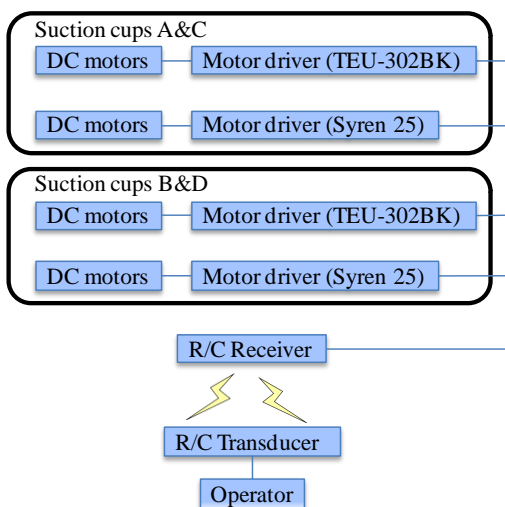 Suction cups A&C
DC motors Motor driver (TEU-302BK)
DC motors Motor driver (Syren 25)
Suction cups B&D
DC motors Motor driver (TEU-302BK)
DC motors Motor driver (Syren 25)
R/C Receiver
R/C Transducer
Operator